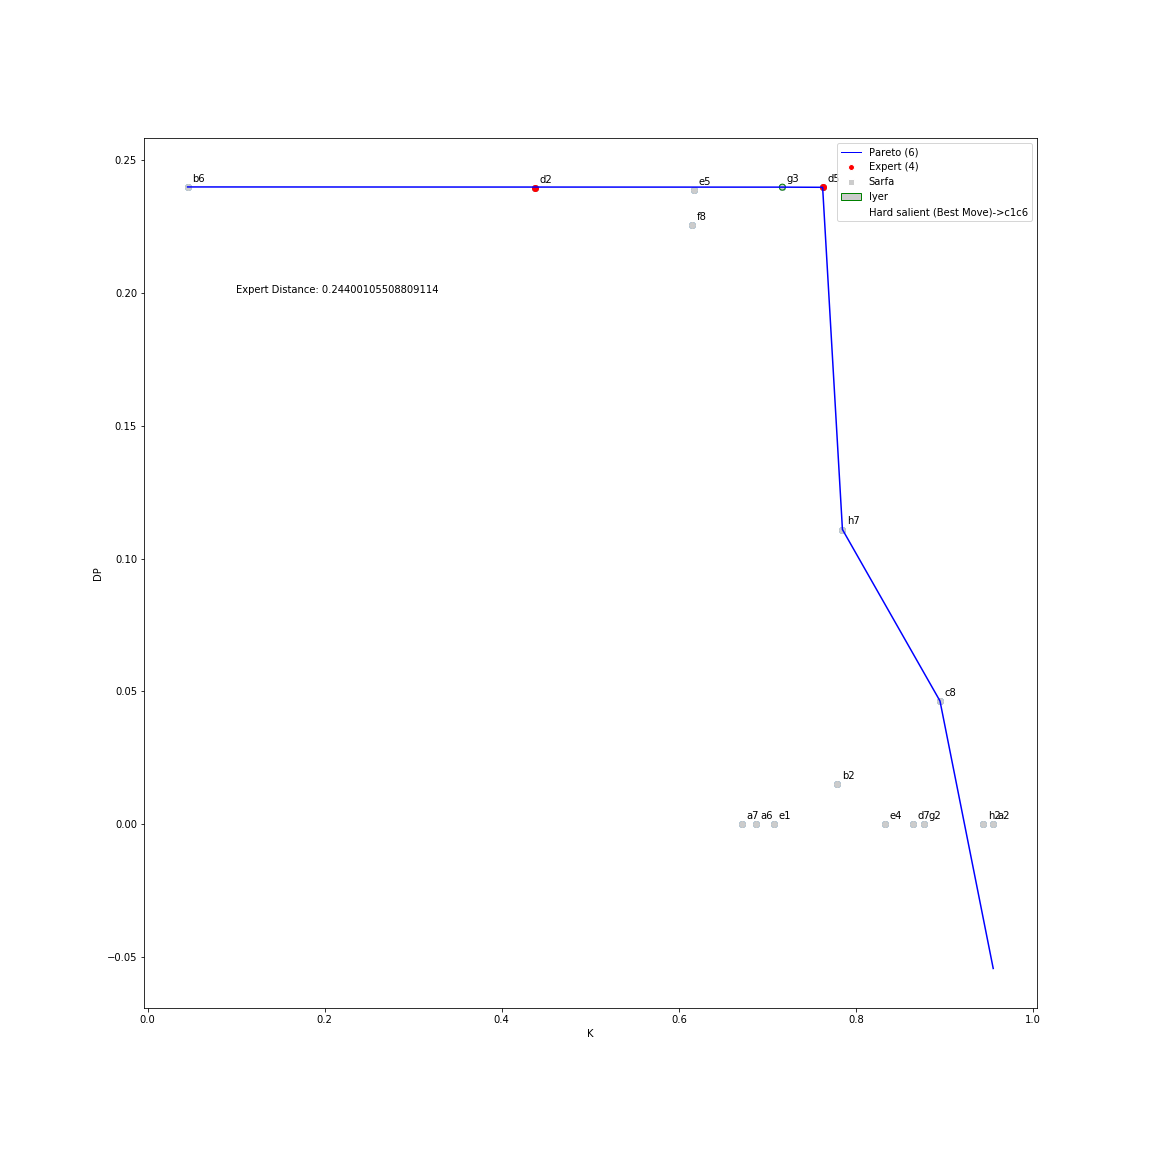 Pareto (6)
Expert (4)
Sarfa
Iyer
Hard salient (Best Move)->c1c6
0.25
b6
d2
e5
g3
d5
f8
0.20
Expert Distance: 0.24400105508809114
0.15
h7
0.10
DP
0.05
c8
b2
0.00
a7
a6
e1
e4
d7
g2
h2
a2
−0.05
0.0
0.2
0.4
0.6
0.8
1.0
K